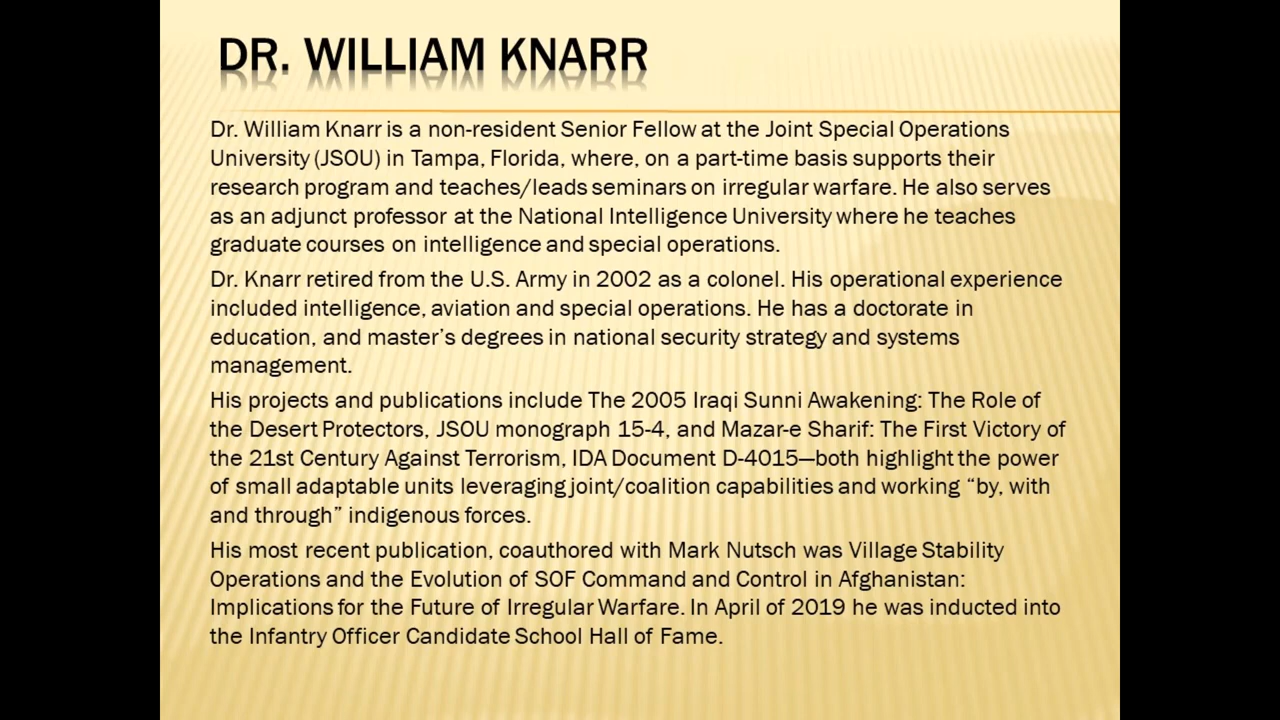 DR. WILLIAM KNARR
Dr. William Knarr is a non-resident Senior Fellow at the Joint Special Operations
University (JSOU) in Tampa, Florida, where, on a part-time basis supports their
research program and teaches/leads seminars on irregular warfare. He also serves
as an adjunct professor at the National Intelligence University where he teaches
graduate courses on intelligence and special operations.
Dr. Knarr retired from the U.S. Army in 2002 as a colonel. His operational experience
included intelligence, aviation and special operations. He has a doctorate in
education, and master’s degrees in national security strategy and systems
management.
His projects and publications include The 2005 Iraqi Sunni Awakening: The Role of
the Desert Protectors, JSOU monograph 15-4, and Mazar-e Sharif: The First Victory of
the 21st Century Against Terrorism, IDA Document D-4015—both highlight the power
of small adaptable units leveraging joint/coalition capabilities and working “by, with
and through” indigenous forces.
His most recent publication, coauthored with Mark Nutsch was Village Stability
Operations and the Evolution of SOF Command and Control in Afghanistan:
Implications for the Future of Irregular Warfare. In April of 2019 he was inducted into
the Infantry Officer Candidate School Hall of Fame.